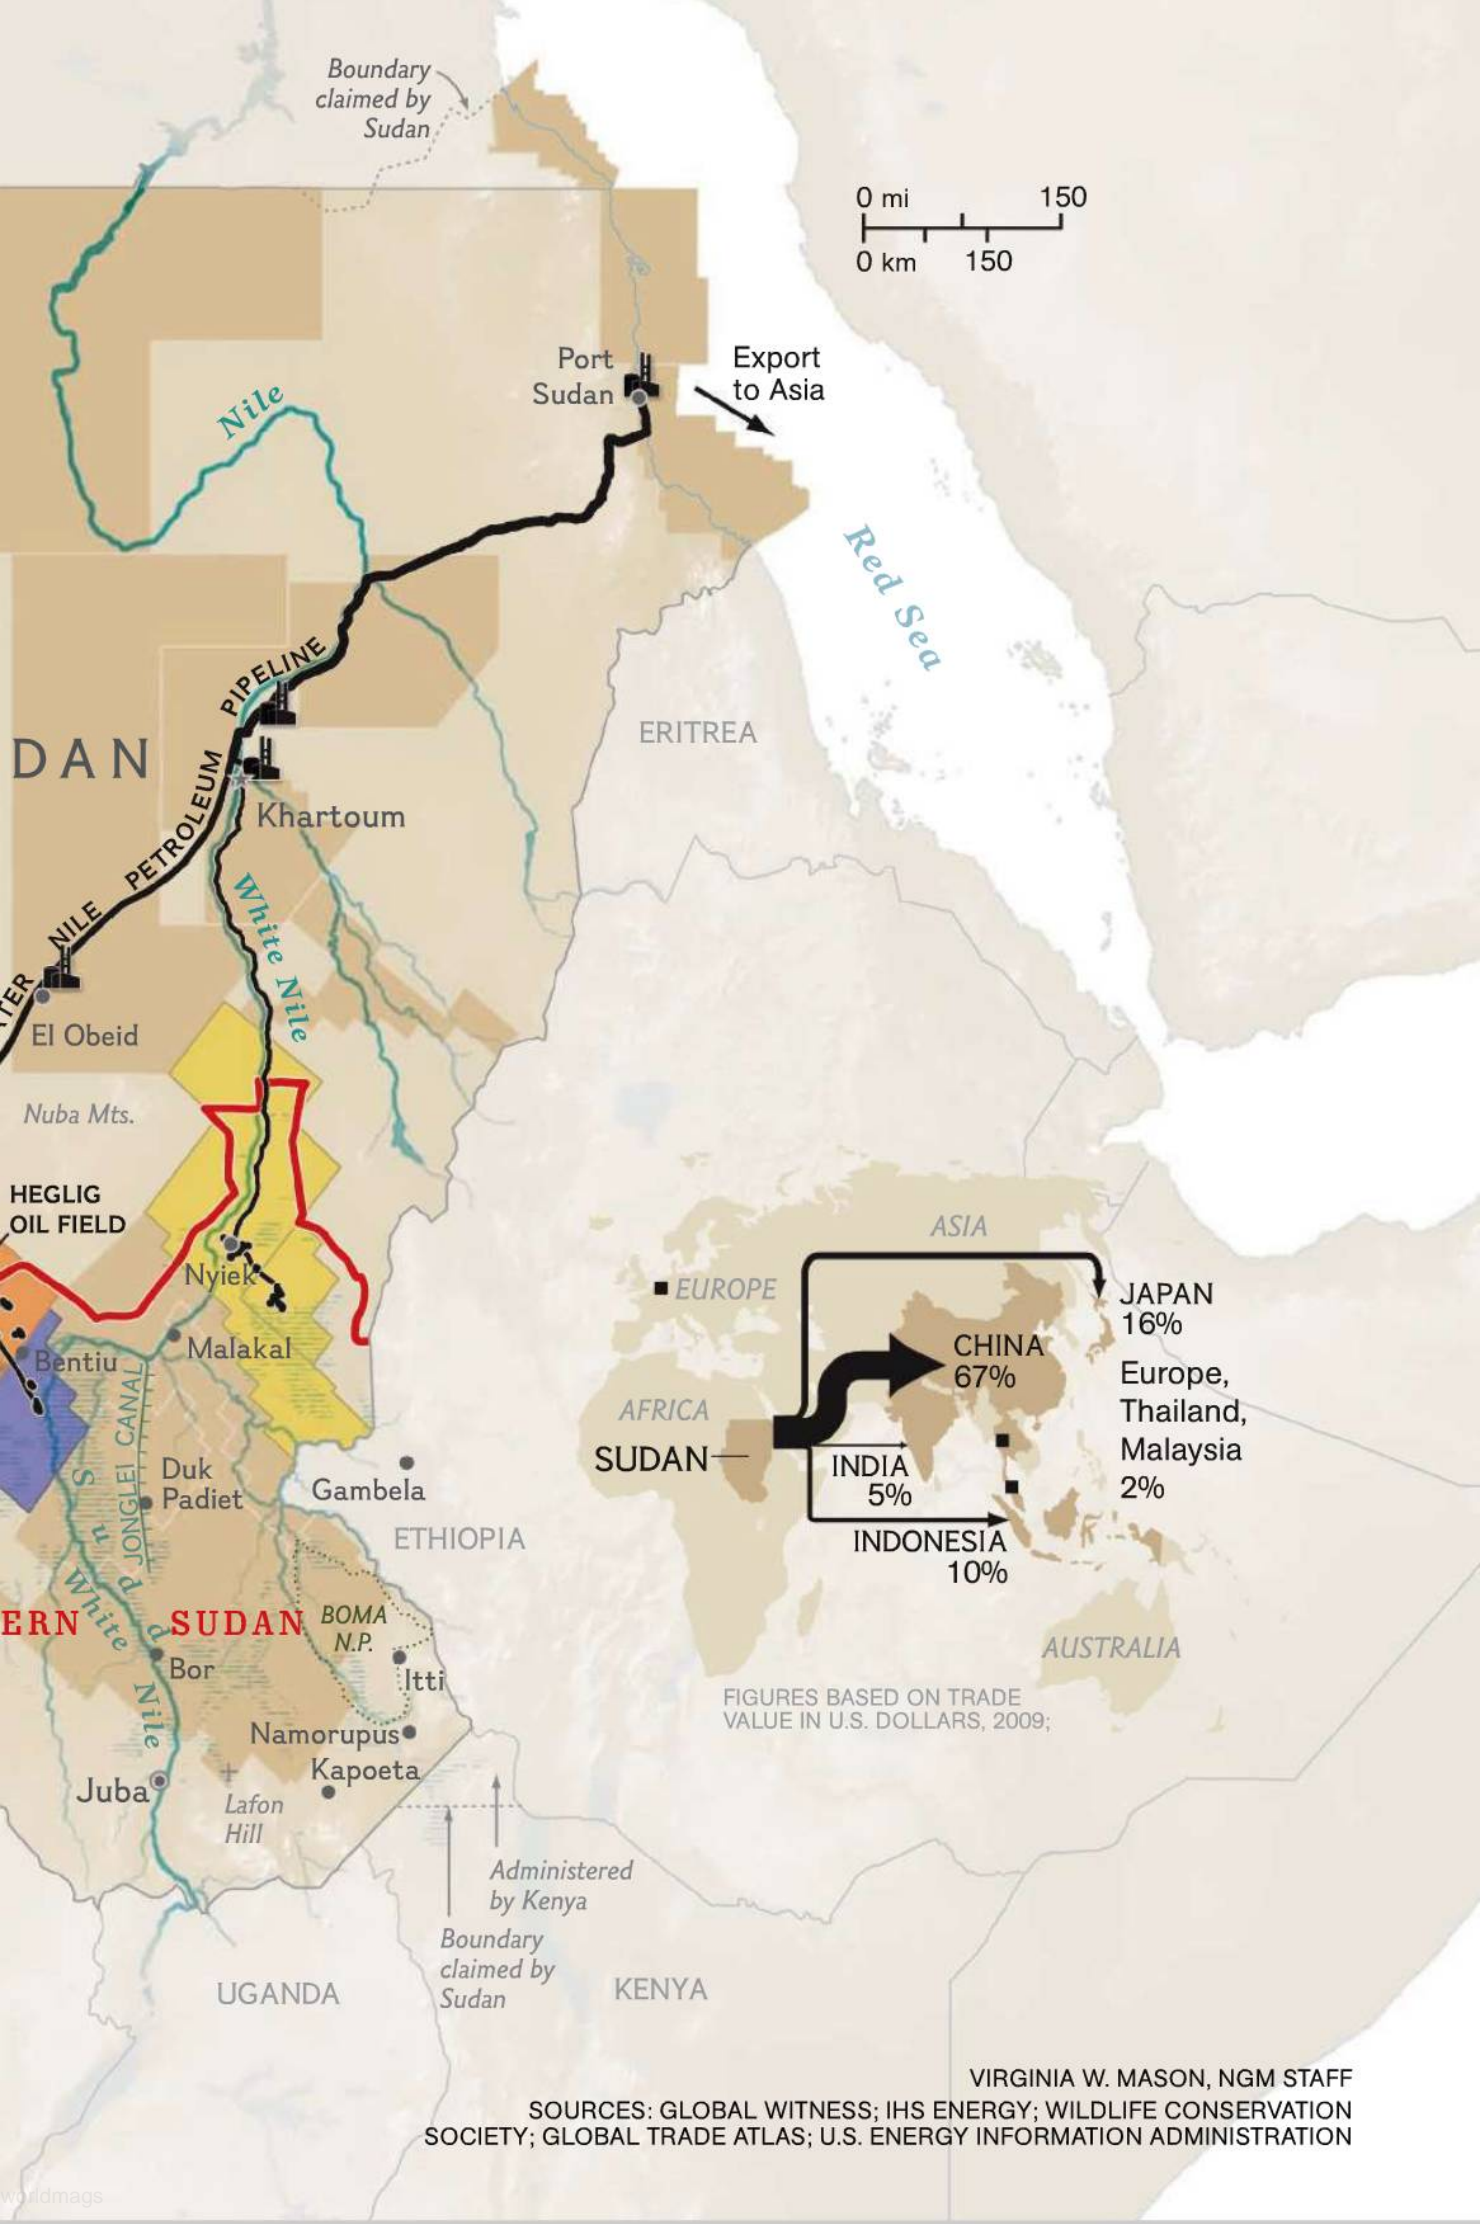 Boundary
claimed by
Sudan
0 mi 150
0 km 150
Port
Sudan
Export
to Asia
Nile
Red Sea
PIPELINE
ERITREA
DAN
PETROLEUM
Khartoum
White Nile
NILE
TER
El Obeid
Nuba Mts.
HEGLIG
OIL FIELD
Nyiek
Malakal
Bentiu
JONGLEI CANAL
Sudd
Duk
Padiet
Gambela
ETHIOPIA
White Nile
ERN SUDAN
BOMA
N.P.
Bor
Itti
Namorupus
Kapoeta
Juba
Lafon
Hill
Administered
by Kenya
Boundary
claimed by
Sudan
UGANDA
KENYA
ASIA
EUROPE
JAPAN
16%
CHINA
67%
Europe,
Thailand,
Malaysia
2%
AFRICA
SUDAN
INDIA
5%
INDONESIA
10%
AUSTRALIA
FIGURES BASED ON TRADE
VALUE IN U.S. DOLLARS, 2009;
VIRGINIA W. MASON, NGM STAFF
SOURCES: GLOBAL WITNESS; IHS ENERGY; WILDLIFE CONSERVATION
SOCIETY; GLOBAL TRADE ATLAS; U.S. ENERGY INFORMATION ADMINISTRATION
worldmags